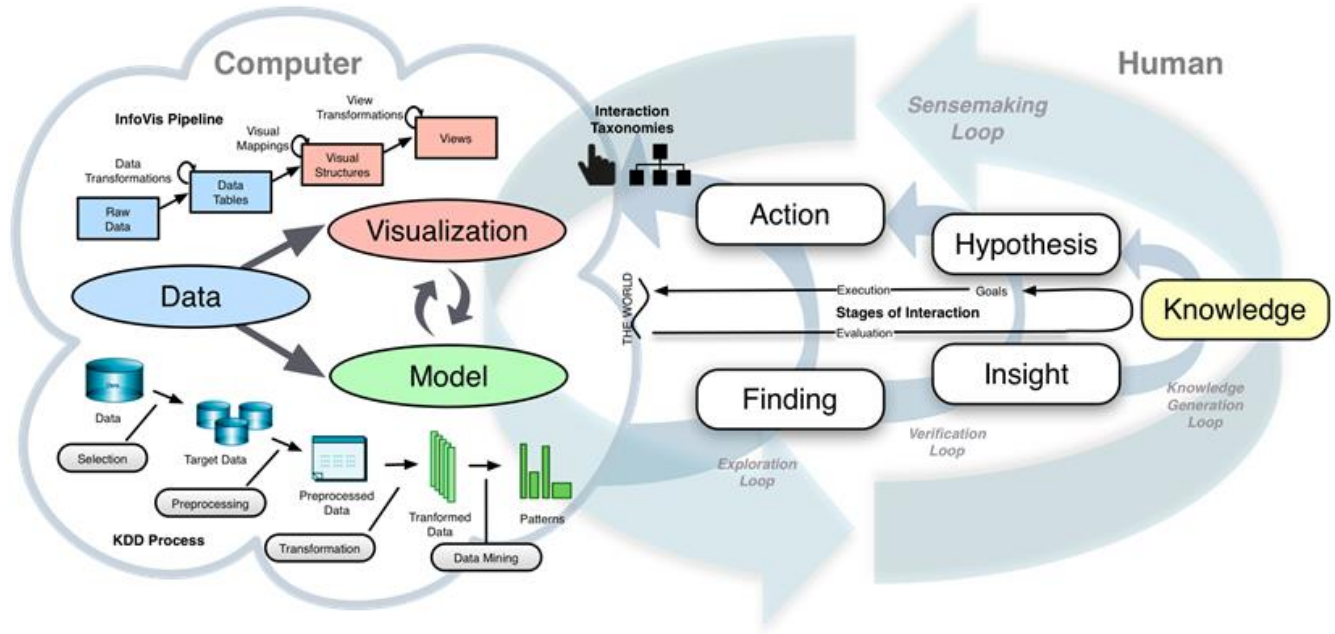 Computer
Human
InfoVis Pipeline
View
Transformations
Visual
Mappings
Data
Transformations
Raw
Data
Data
Tables
Visual
Structures
Views
Interaction
Taxonomies
Sensemaking
Loop
Visualization
Data
Model
Action
Hypothesis
Knowledge
THE WORLD
Execution
Goals
Stages of Interaction
Evaluation
Finding
Insight
Knowledge
Generation
Loop
Verification
Loop
Exploration
Loop
Data
Selection
Target Data
Preprocessing
Preprocessed
Data
Transformation
Tranformed
Data
Data Mining
Patterns
KDD Process